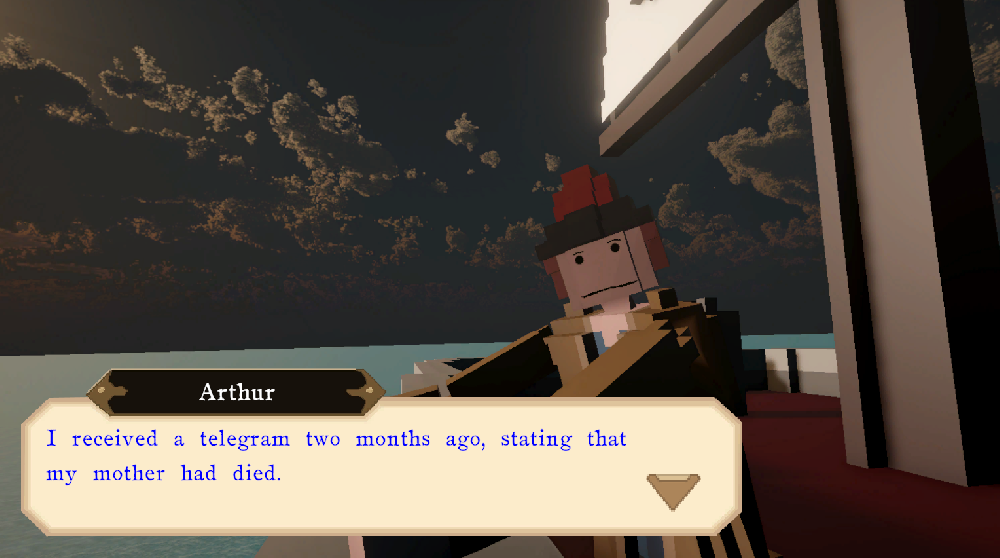 Arthur
I received a telegram two months ago, stating that
my mother had died.